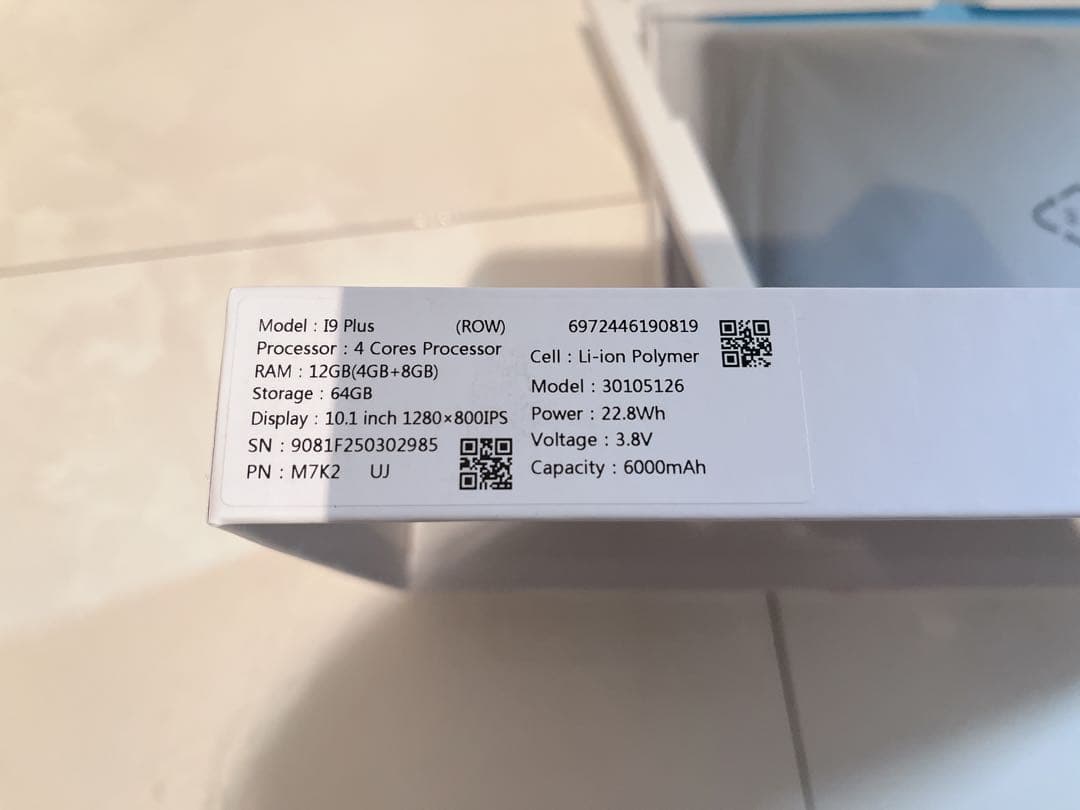 Model : I9 Plus (ROW)
Processor : 4 Cores Processor
RAM : 12GB(4GB+8GB)
Storage : 64GB
Display : 10.1 inch 1280×800IPS
SN : 9081F250302985
PN : M7K2 UJ
6972446190819
Cell : Li-ion Polymer
Model : 30105126
Power : 22.8Wh
Voltage : 3.8V
Capacity : 6000mAh